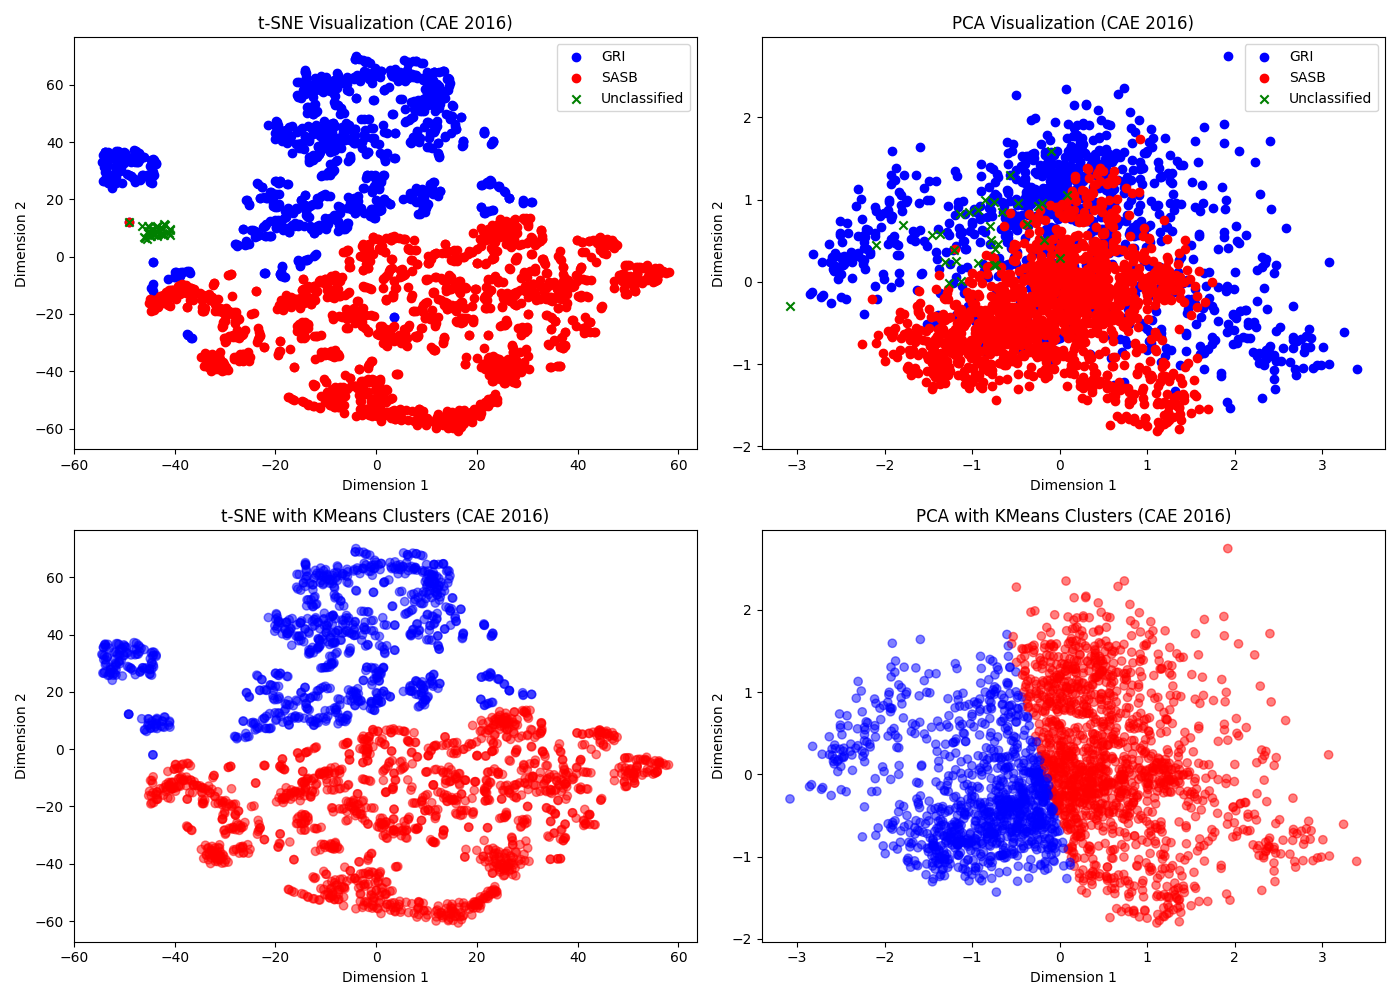 t-SNE Visualization (CAE 2016)
GRI
SASB
Unclassified
60
40
20
0
−20
−40
−60
Dimension 2
−60 −40 −20 0 20 40 60
Dimension 1
PCA Visualization (CAE 2016)
GRI
SASB
Unclassified
2
1
0
−1
−2
Dimension 2
−3 −2 −1 0 1 2 3
Dimension 1
t-SNE with KMeans Clusters (CAE 2016)
60
40
20
0
−20
−40
−60
Dimension 2
−60 −40 −20 0 20 40 60
Dimension 1
PCA with KMeans Clusters (CAE 2016)
2
1
0
−1
−2
Dimension 2
−3 −2 −1 0 1 2 3
Dimension 1